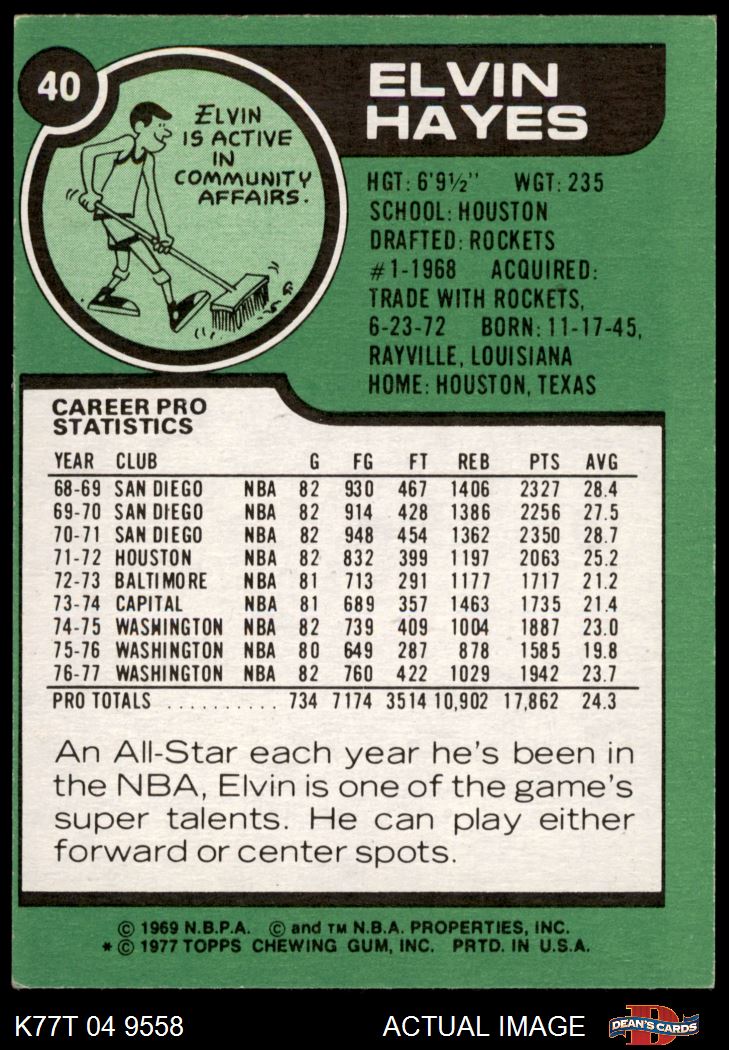 40
ELVIN
HAYES
ELVIN
IS ACTIVE
IN
COMMUNITY
AFFAIRS.
HGT: 6'9½" WGT: 235
SCHOOL: HOUSTON
DRAFTED: ROCKETS
#1-1968 ACQUIRED:
TRADE WITH ROCKETS,
6-23-72 BORN: 11-17-45,
RAYVILLE, LOUISIANA
HOME: HOUSTON, TEXAS
CAREER PRO
STATISTICS
YEAR CLUB G FG FT REB PTS AVG
68-69 SAN DIEGO NBA 82 930 467 1406 2327 28.4
69-70 SAN DIEGO NBA 82 914 428 1386 2256 27.5
70-71 SAN DIEGO NBA 82 948 454 1362 2350 28.7
71-72 HOUSTON NBA 82 832 399 1197 2063 25.2
72-73 BALTIMORE NBA 81 713 291 1177 1717 21.2
73-74 CAPITAL NBA 81 689 357 1463 1735 21.4
74-75 WASHINGTON NBA 82 739 409 1004 1887 23.0
75-76 WASHINGTON NBA 80 649 287 878 1585 19.8
76-77 WASHINGTON NBA 82 760 422 1029 1942 23.7
PRO TOTALS .......... 734 7174 3514 10,902 17,862 24.3
An All-Star each year he's been in
the NBA, Elvin is one of the game's
super talents. He can play either
forward or center spots.
© 1969 N.B.P.A. © and TM N.B.A. PROPERTIES, INC.
* © 1977 TOPPS CHEWING GUM, INC. PRTD. IN U.S.A.
K77T 04 9558 ACTUAL IMAGE
D
DEAN'S CARDS